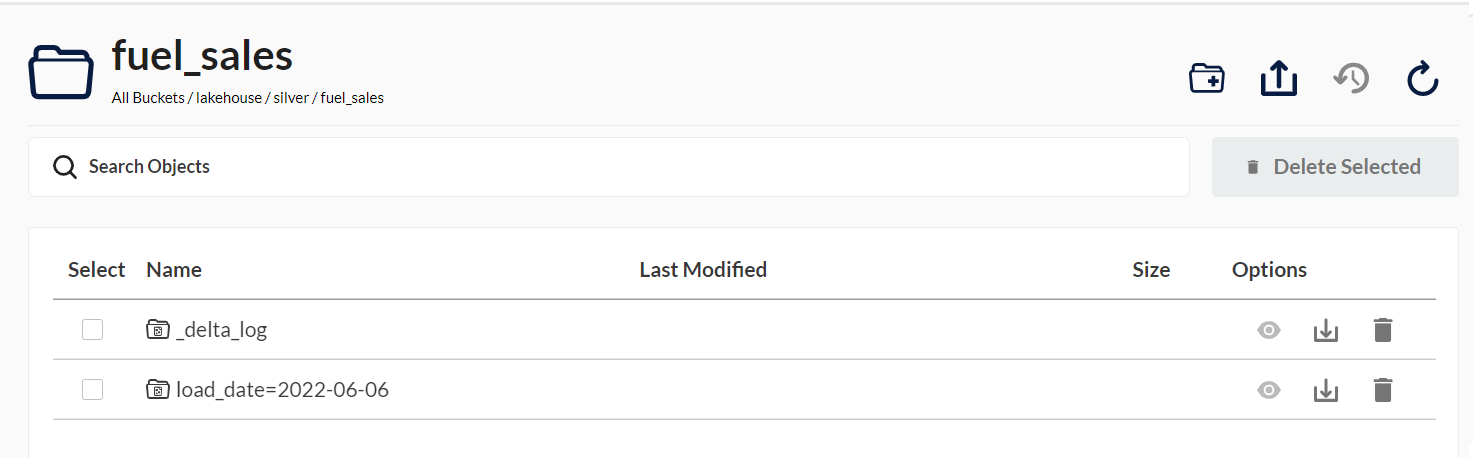 fuel_sales
All Buckets / lakehouse / silver / fuel_sales
Search Objects
Delete Selected
Select Name Last Modified Size Options
_delta_log
load_date=2022-06-06